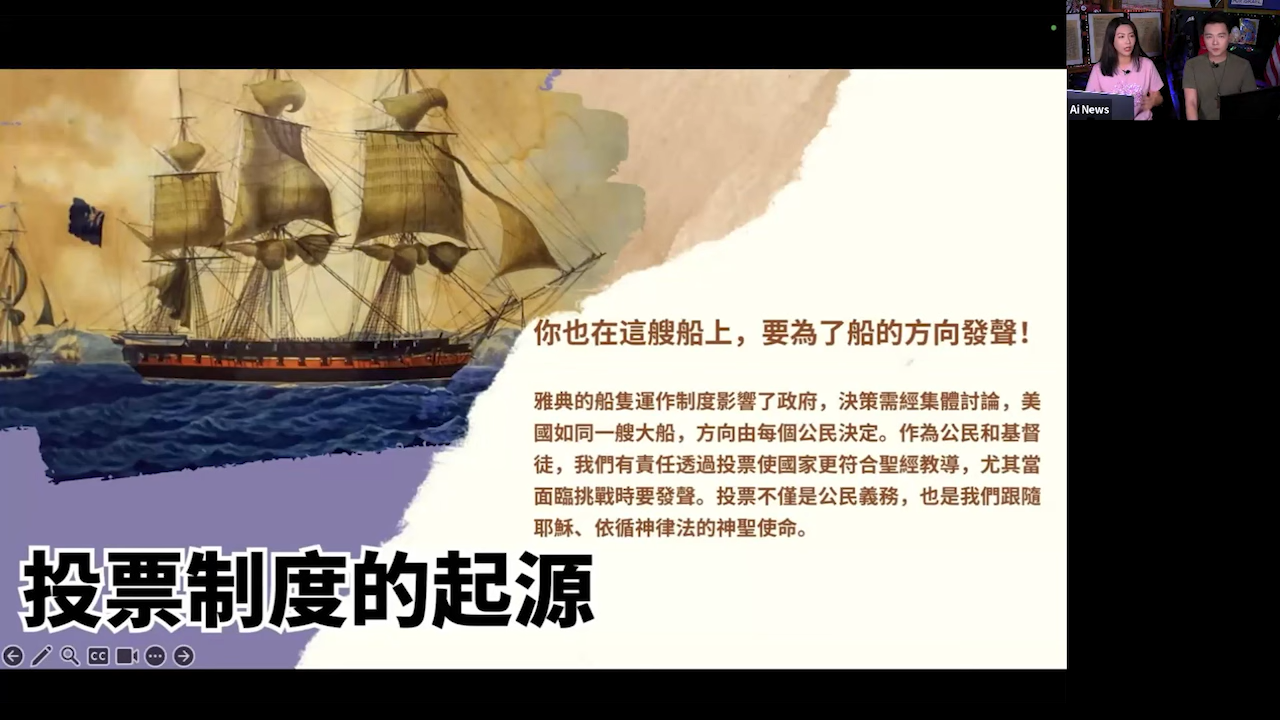 Ai News
你也在這艘船上，要為了船的方向發聲！
雅典的船隻運作制度影響了政府，決策需經集體討論，美
國如同一艘大船，方向由每個公民決定。作為公民和基督
徒，我們有責任透過投票使國家更符合聖經教導，尤其當
面臨挑戰時要發聲。投票不僅是公民義務，也是我們跟隨
耶穌、依循神律法的神聖使命。
投票制度的起源
CC